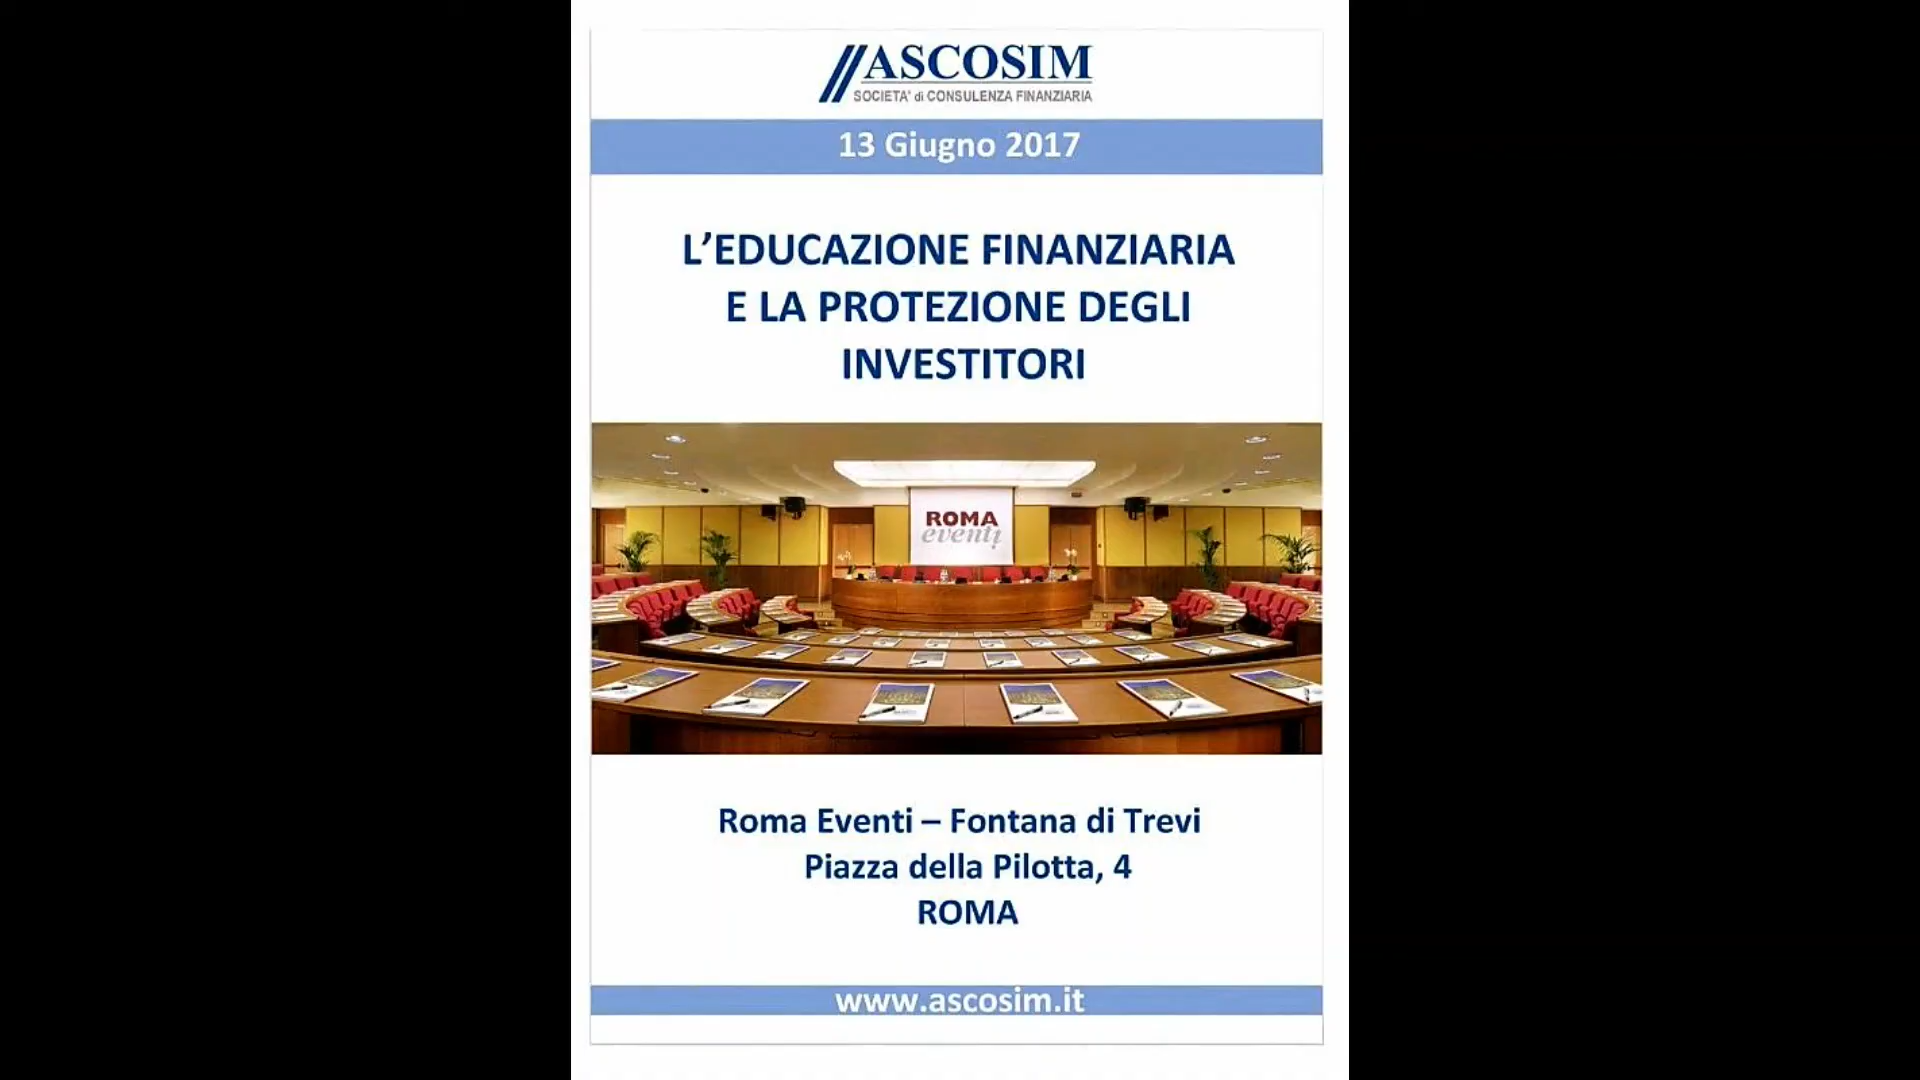 ASCOSIM
SOCIETA' di CONSULENZA FINANZIARIA
13 Giugno 2017
L'EDUCAZIONE FINANZIARIA
E LA PROTEZIONE DEGLI
INVESTITORI
ROMA
eventi
Roma Eventi – Fontana di Trevi
Piazza della Pilotta, 4
ROMA
www.ascosim.it